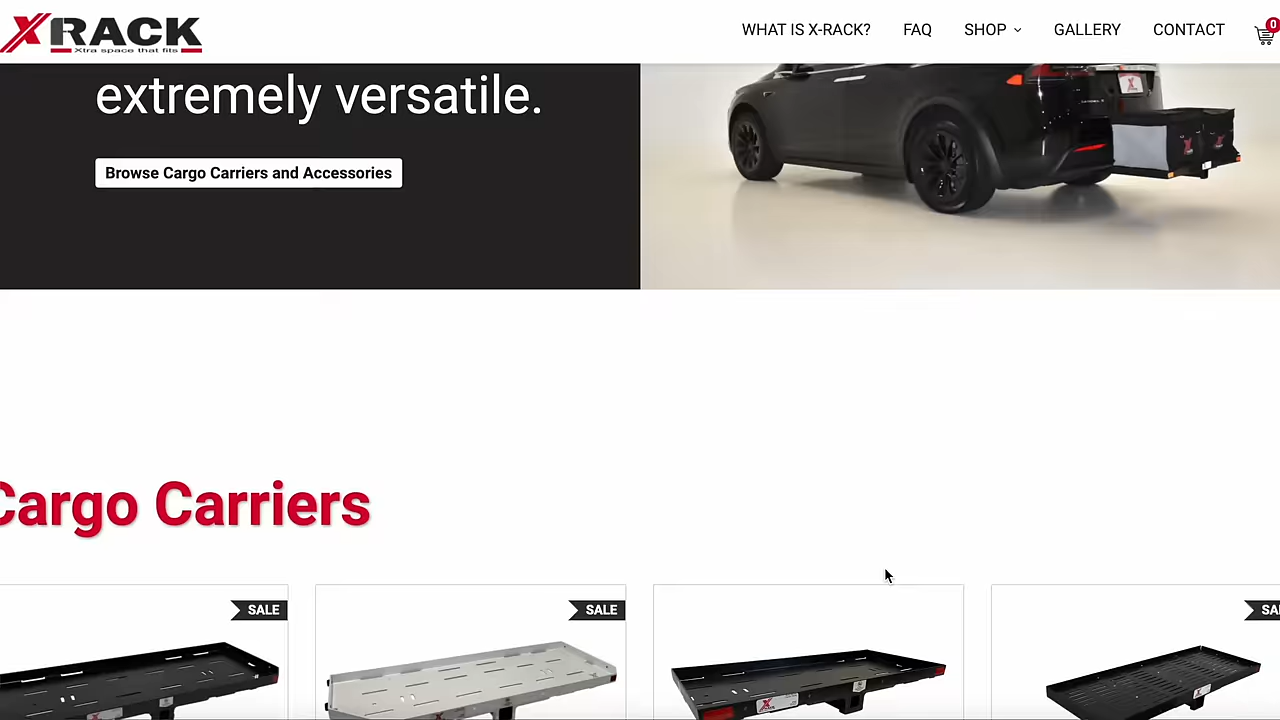 XRACK
Xtra space that fits
WHAT IS X-RACK?
FAQ
SHOP
GALLERY
CONTACT
0
extremely versatile.
Browse Cargo Carriers and Accessories
Cargo Carriers
SALE
SALE
SA